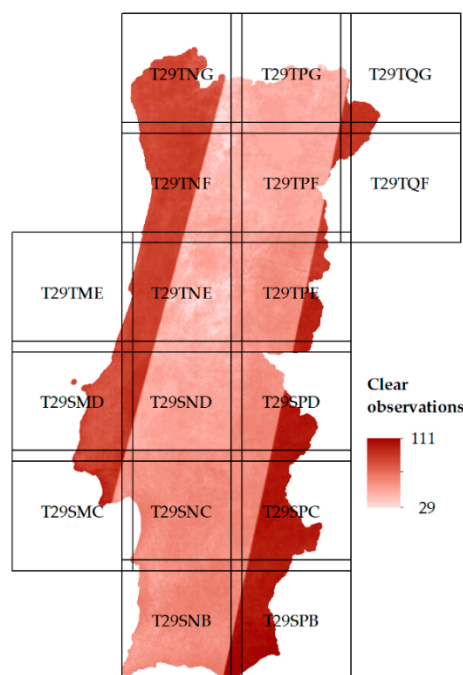 T29TNG T29TPG T29TQG
T29TNF T29TPF T29TQF
T29TME T29TNE T29TPE
T29SMD T29SND T29SPD
Clear
observations
111
29
T29SMC T29SNC T29SPC
T29SNB T29SPB